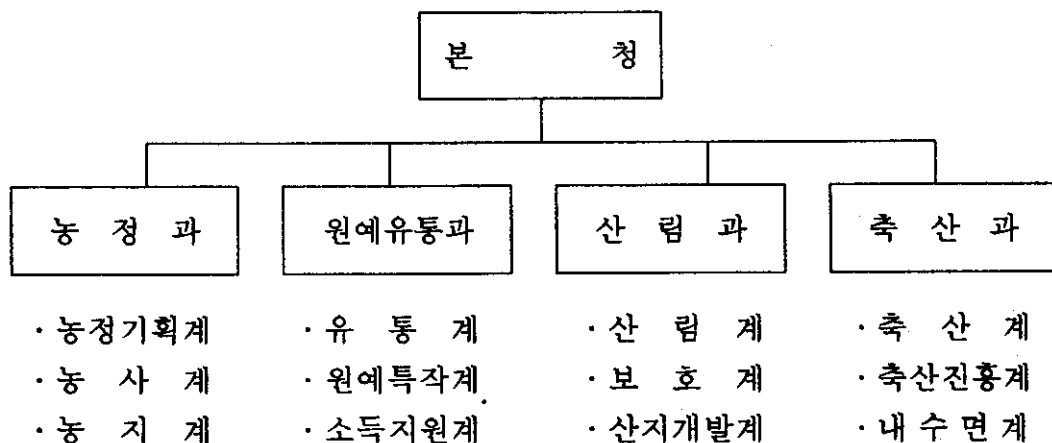 본 청
농 정 과 원예유통과 산 림 과 축 산 과
· 농정기획계 · 유 통 계 · 산 림 계 · 축 산 계
· 농 사 계 · 원예특작계 · 보 호 계 · 축산진흥계
· 농 지 계 · 소득지원계 · 산지개발계 · 내수면계